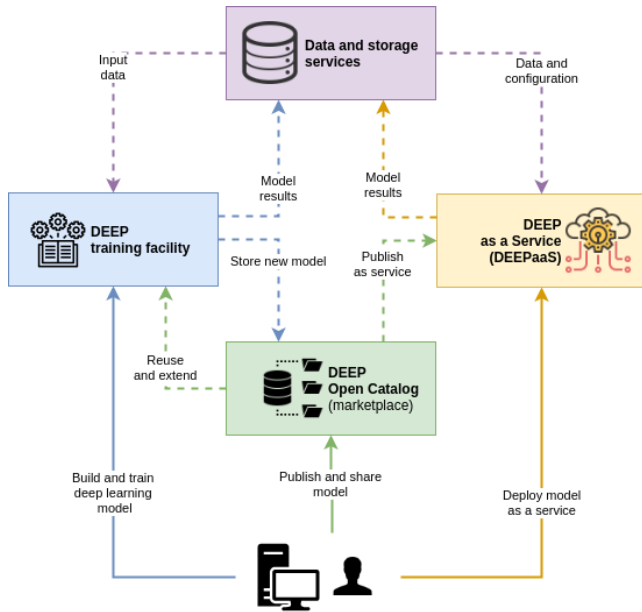 Data and storage
services
Input
data
Data and
configuration
Model
results
Model
results
DEEP
training facility
DEEP
as a Service
(DEEPaaS)
Store new model
Publish
as service
Reuse
and extend
DEEP
Open Catalog
(marketplace)
Build and train
deep learning
model
Publish and share
model
Deploy model
as a service